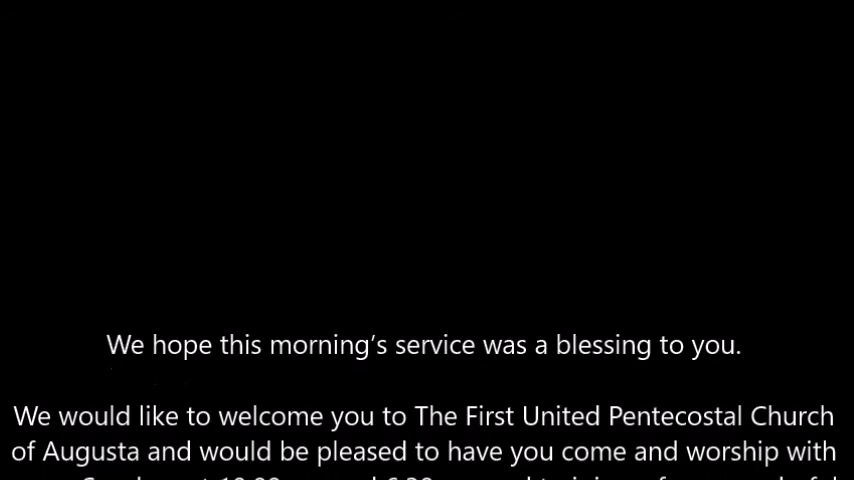 We hope this morning’s service was a blessing to you.
We would like to welcome you to The First United Pentecostal Church
of Augusta and would be pleased to have you come and worship with